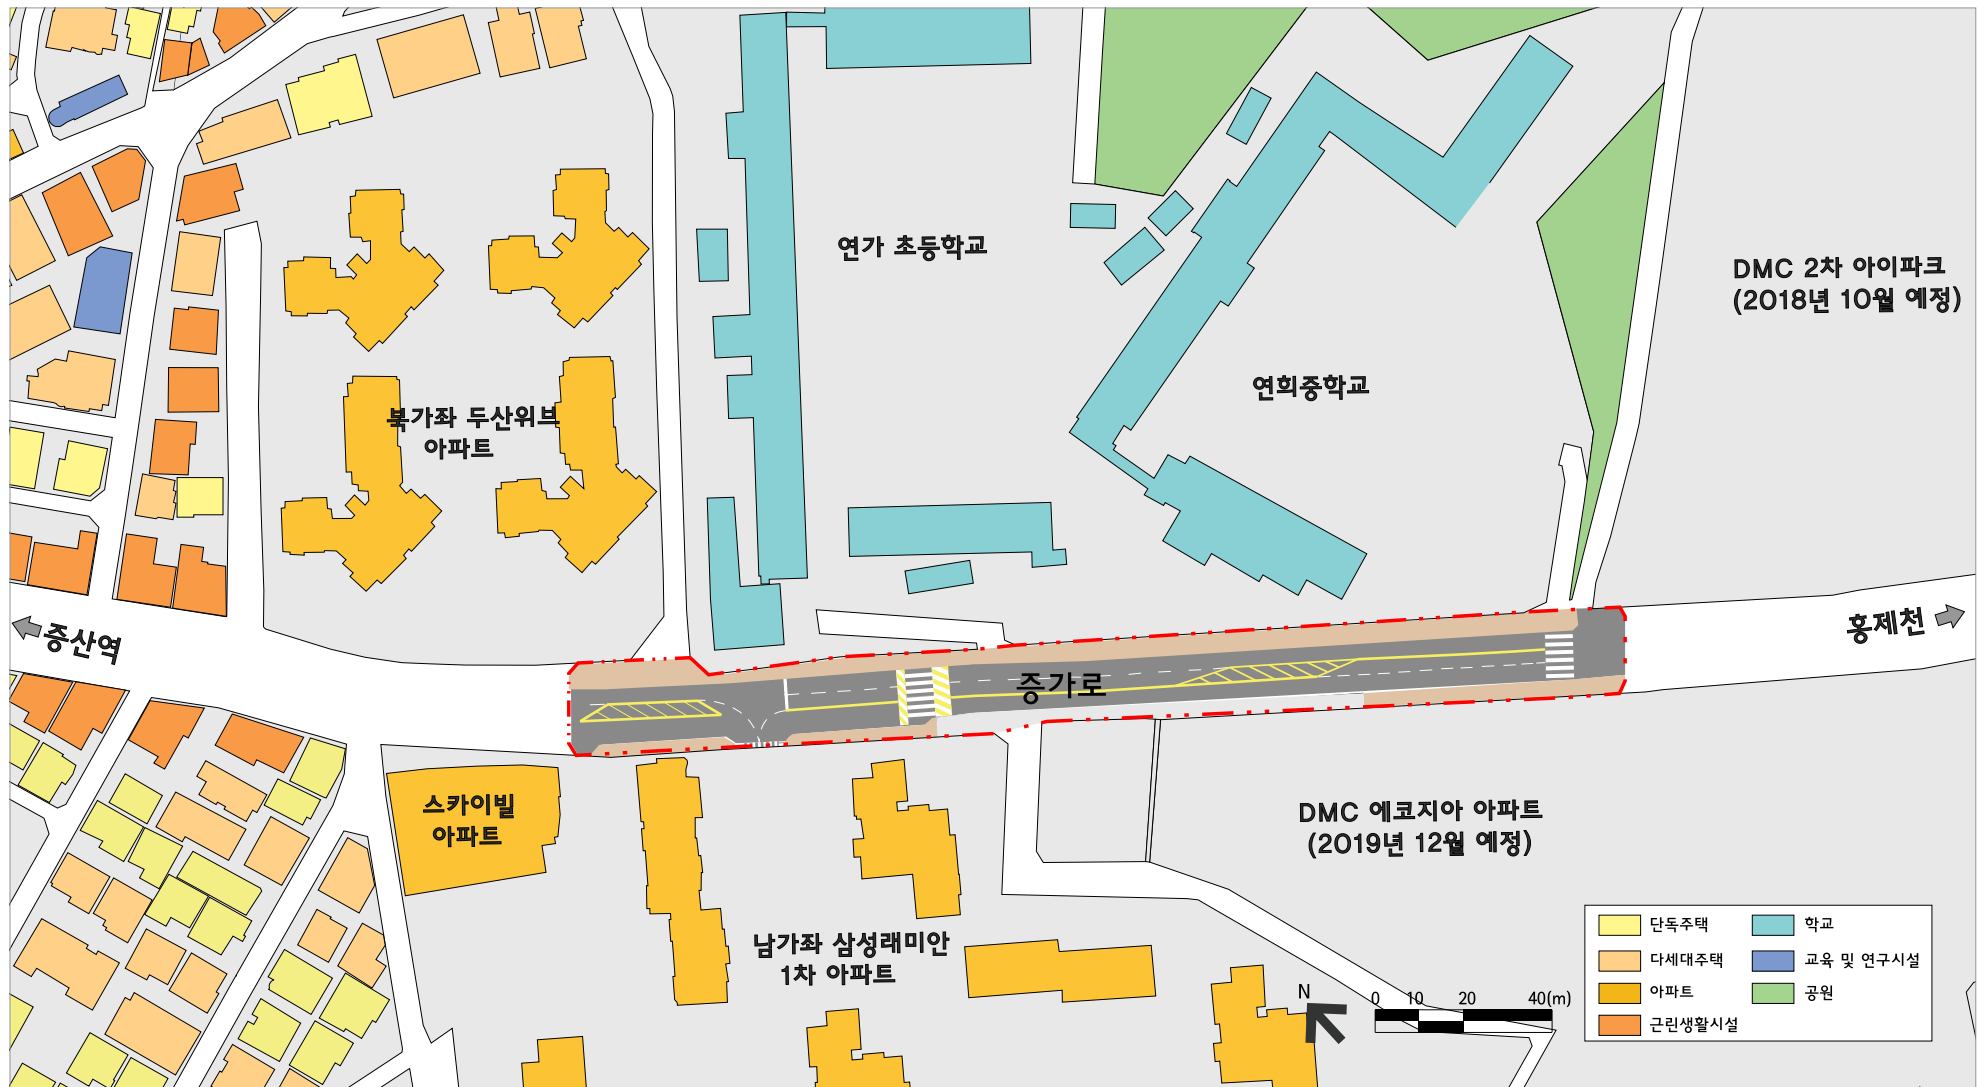 연가 초등학교
DMC 2차 아이파크
(2018년 10월 예정)
연희중학교
북가좌 두산위브
아파트
증산역
홍제천
증가로
스카이빌
아파트
DMC 에코지아 아파트
(2019년 12월 예정)
남가좌 삼성래미안
1차 아파트
N
0 10 20 40(m)
단독주택
다세대주택
아파트
근린생활시설
학교
교육 및 연구시설
공원